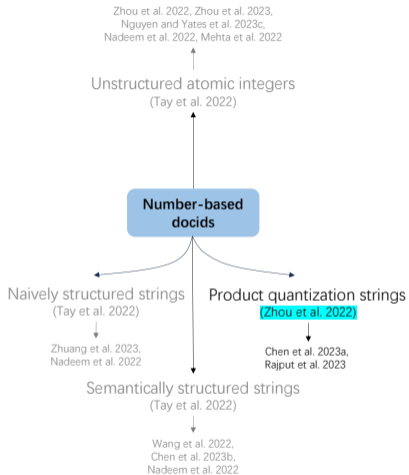 Zhou et al. 2022, Zhou et al. 2023,
Nguyen and Yates et al. 2023c,
Nadeem et al. 2022, Mehta et al. 2022
Unstructured atomic integers
(Tay et al. 2022)
Number-based
docids
Naively structured strings
(Tay et al. 2022)
Zhuang et al. 2023,
Nadeem et al. 2022
Product quantization strings
(Zhou et al. 2022)
Chen et al. 2023a,
Rajput et al. 2023
Semantically structured strings
(Tay et al. 2022)
Wang et al. 2022,
Chen et al. 2023b,
Nadeem et al. 2022